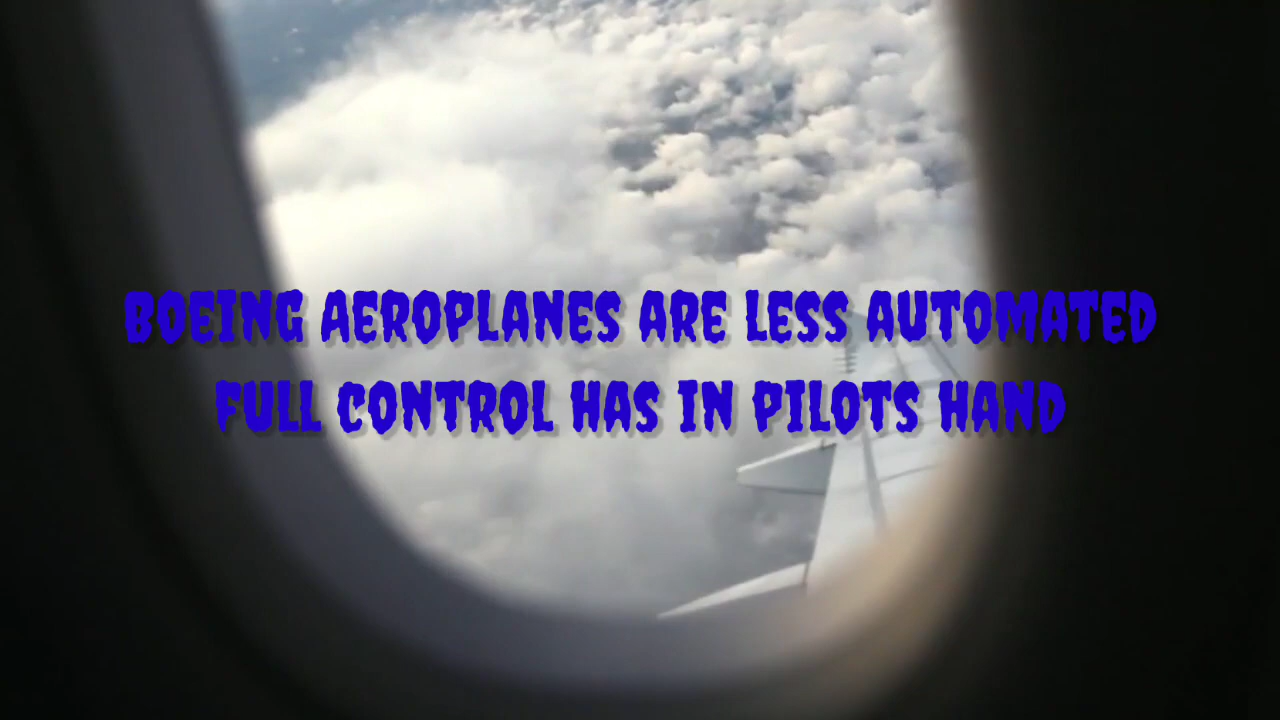 BOEING AEROPLANES ARE LESS AUTOMATED
FULL CONTROL HAS IN PILOTS HAND